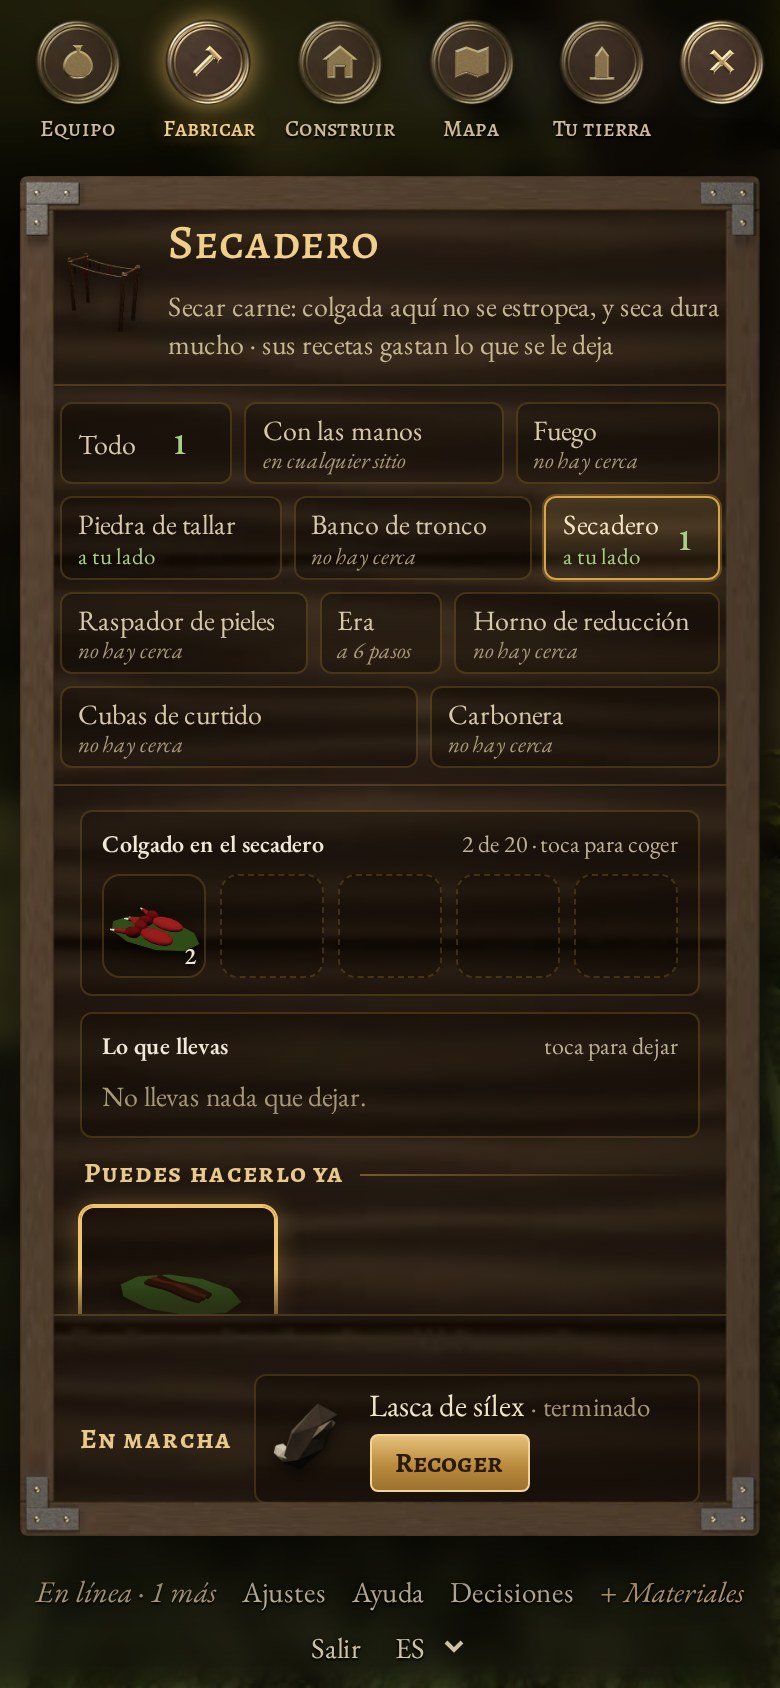 Equipo
Fabricar
Construir
Mapa
Tu tierra
Secadero
Secar carne: colgada aquí no se estropea, y seca dura
mucho · sus recetas gastan lo que se le deja
Todo 1
Con las manos
en cualquier sitio
Fuego
no hay cerca
Piedra de tallar
a tu lado
Banco de tronco
no hay cerca
Secadero 1
a tu lado
Raspador de pieles
no hay cerca
Era
a 6 pasos
Horno de reducción
no hay cerca
Cubas de curtido
no hay cerca
Carbonera
no hay cerca
Colgado en el secadero 2 de 20 · toca para coger
2
Lo que llevas toca para dejar
No llevas nada que dejar.
Puedes hacerlo ya
En marcha
Lasca de sílex · terminado
Recoger
En línea · 1 más Ajustes Ayuda Decisiones + Materiales
Salir ES